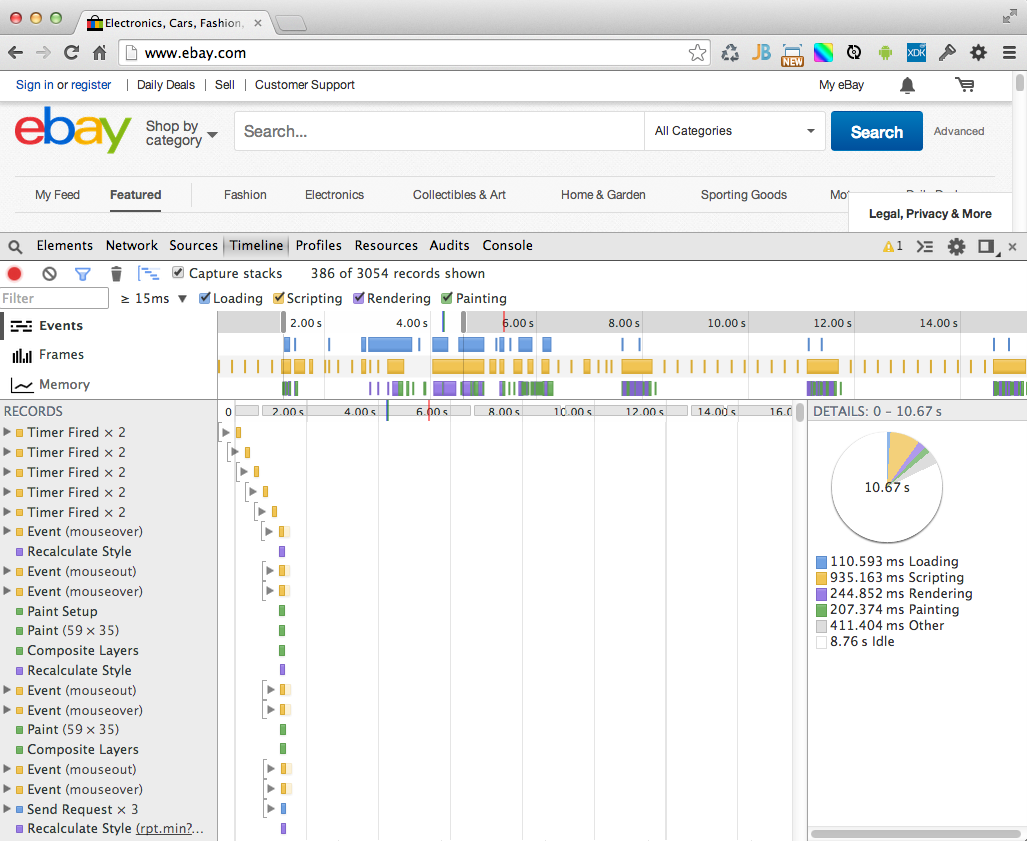 Electronics, Cars, Fashion,
www.ebay.com
JB
NEW
XDK
Sign in or register | Daily Deals | Sell | Customer Support
My eBay
ebay
Shop by
category
Search...
All Categories
Search
Advanced
My Feed
Featured
Fashion
Electronics
Collectibles & Art
Home & Garden
Sporting Goods
Legal, Privacy & More
Elements Network Sources Timeline Profiles Resources Audits Console
1
Capture stacks
386 of 3054 records shown
Filter
≥ 15ms
Loading Scripting Rendering Painting
Events
2.00 s 4.00 s 6.00 s 8.00 s 10.00 s 12.00 s 14.00 s
Frames
Memory
RECORDS
0 2.00 s 4.00 s 6.00 s 8.00 s 10.00 s 12.00 s 14.00 s 16.0
DETAILS: 0 – 10.67 s
Timer Fired × 2
Timer Fired × 2
Timer Fired × 2
Timer Fired × 2
Timer Fired × 2
Event (mouseover)
Recalculate Style
Event (mouseout)
Event (mouseover)
Paint Setup
Paint (59 × 35)
Composite Layers
Recalculate Style
Event (mouseout)
Event (mouseover)
Paint (59 × 35)
Composite Layers
Event (mouseout)
Event (mouseover)
Send Request × 3
Recalculate Style (rpt.min?...
10.67 s
110.593 ms Loading
935.163 ms Scripting
244.852 ms Rendering
207.374 ms Painting
411.404 ms Other
8.76 s Idle